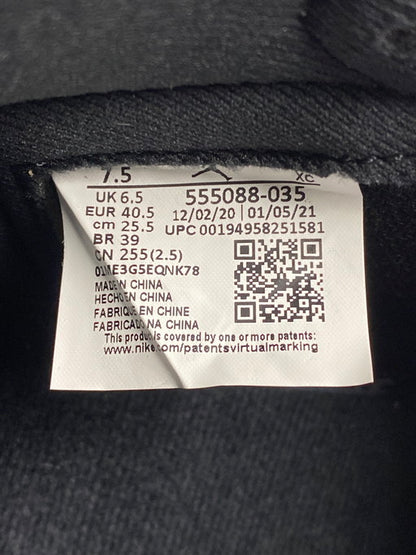 7.5 XC
UK 6.5 555088-035
EUR 40.5 12/02/20 01/05/21
cm 25.5 UPC 00194958251581
BR 39
CN 255(2.5)
MADE IN CHINA
HECHO EN CHINA
FABRIQUE EN CHINE
FABRICADO NA CHINA
This product is covered by one or more patents:
www.nike.com/patentsvirtualmarking